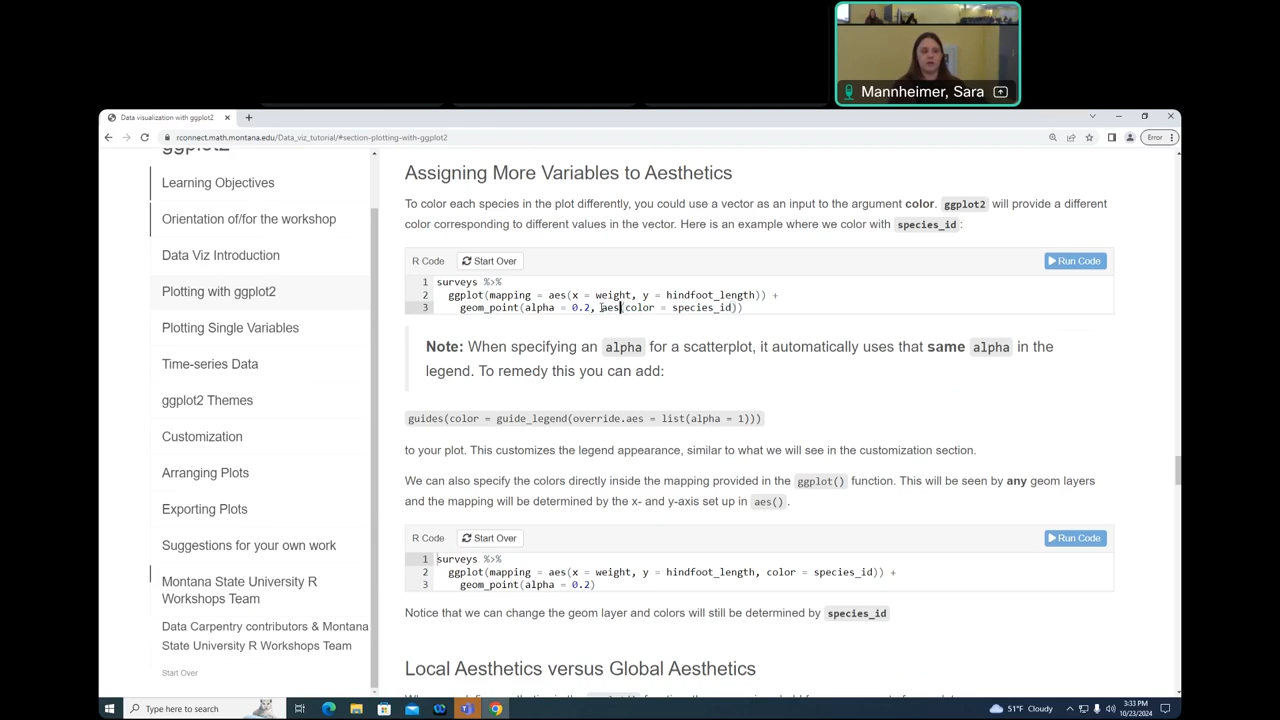 Mannheimer, Sara
Data visualization with ggplot2
rconnect.math.montana.edu/Data_viz_tutorial/#section-plotting-with-ggplot2
Error
ggplot2
Learning Objectives
Orientation of/for the workshop
Data Viz Introduction
Plotting with ggplot2
Plotting Single Variables
Time-series Data
ggplot2 Themes
Customization
Arranging Plots
Exporting Plots
Suggestions for your own work
Montana State University R
Workshops Team
Data Carpentry contributors & Montana
State University R Workshops Team
Start Over
Assigning More Variables to Aesthetics
To color each species in the plot differently, you could use a vector as an input to the argument color. ggplot2 will provide a different
color corresponding to different values in the vector. Here is an example where we color with species_id:
R Code Start Over Run Code
1 surveys %>%
2 ggplot(mapping = aes(x = weight, y = hindfoot_length)) +
3 geom_point(alpha = 0.2, aes(color = species_id))
Note: When specifying an alpha for a scatterplot, it automatically uses that same alpha in the
legend. To remedy this you can add:
guides(color = guide_legend(override.aes = list(alpha = 1)))
to your plot. This customizes the legend appearance, similar to what we will see in the customization section.
We can also specify the colors directly inside the mapping provided in the ggplot() function. This will be seen by any geom layers
and the mapping will be determined by the x- and y-axis set up in aes().
R Code Start Over Run Code
1 surveys %>%
2 ggplot(mapping = aes(x = weight, y = hindfoot_length, color = species_id)) +
3 geom_point(alpha = 0.2)
Notice that we can change the geom layer and colors will still be determined by species_id
Local Aesthetics versus Global Aesthetics
Type here to search
51°F Cloudy
3:33 PM
10/23/2024